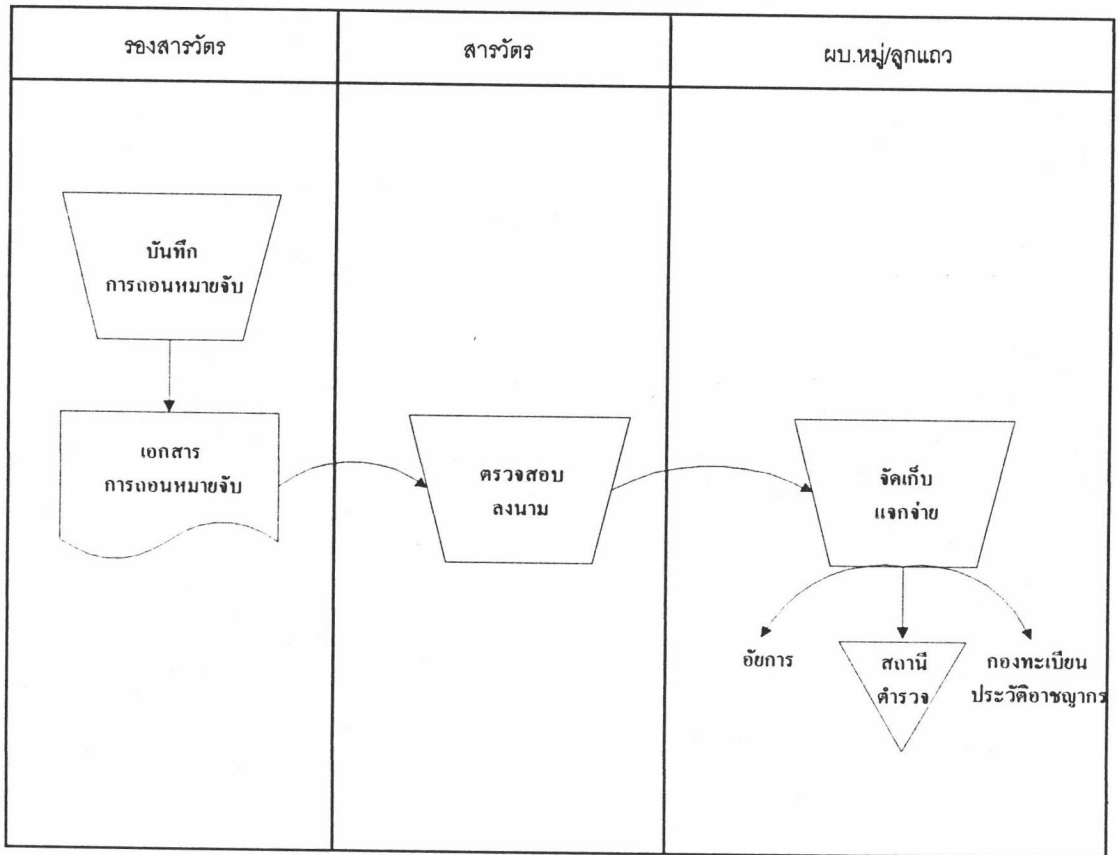 รองสารวัตร
สารวัตร
ผบ.หมู่/ลูกแถว
บันทึก
การถอนหมายจับ
เอกสาร
การถอนหมายจับ
ตรวจสอบ
ลงนาม
จัดเก็บ
แจกจ่าย
อัยการ
สถานี
ตำรวจ
กองทะเบียน
ประวัติอาชญากร